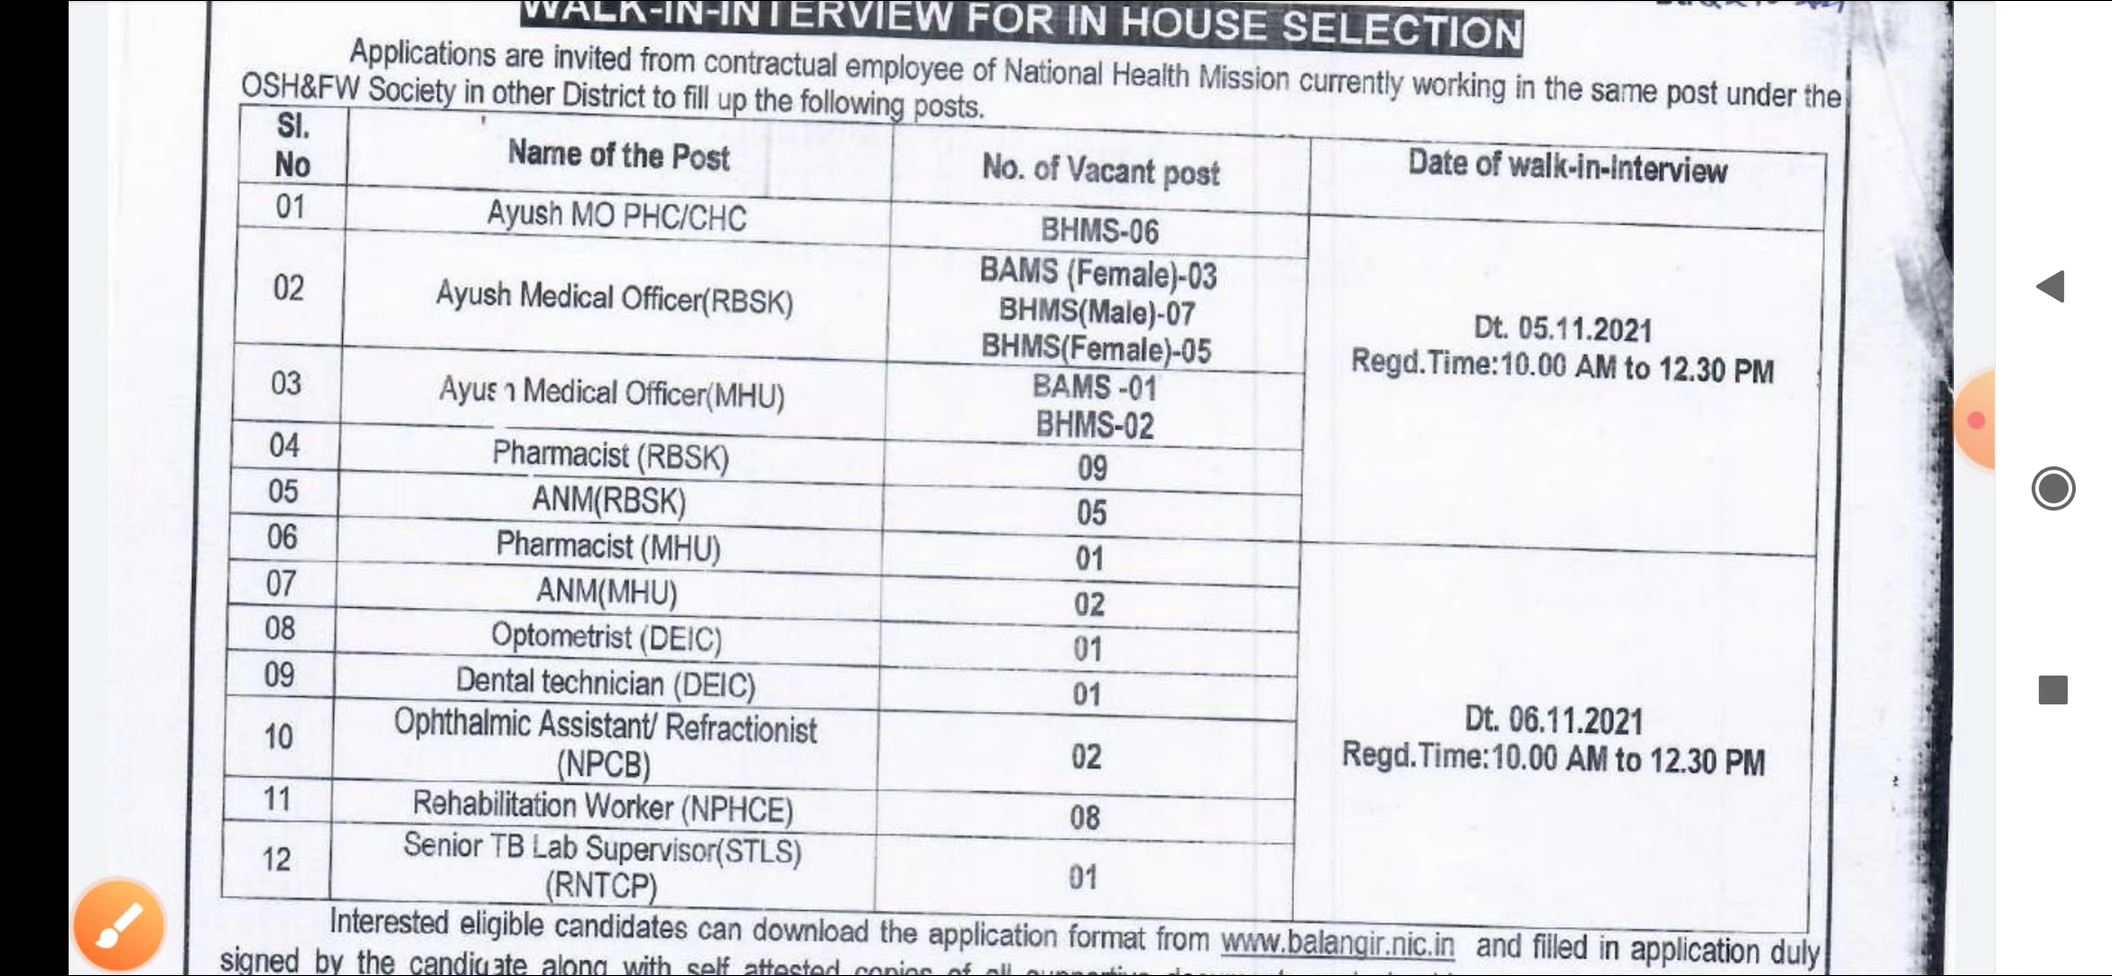 WALK-IN-INTERVIEW FOR IN HOUSE SELECTION
Applications are invited from contractual employee of National Health Mission currently working in the same post under the
OSH&FW Society in other District to fill up the following posts.
Sl. No Name of the Post No. of Vacant post Date of walk-in-Interview
01 Ayush MO PHC/CHC BHMS-06
02 Ayush Medical Officer(RBSK) BAMS (Female)-03
BHMS(Male)-07
BHMS(Female)-05
Dt. 05.11.2021
Regd.Time:10.00 AM to 12.30 PM
03 Ayush Medical Officer(MHU) BAMS -01
BHMS-02
04 Pharmacist (RBSK) 09
05 ANM(RBSK) 05
06 Pharmacist (MHU) 01
07 ANM(MHU) 02
08 Optometrist (DEIC) 01
09 Dental technician (DEIC) 01
10 Ophthalmic Assistant/ Refractionist
(NPCB) 02
Dt. 06.11.2021
Regd.Time:10.00 AM to 12.30 PM
11 Rehabilitation Worker (NPHCE) 08
12 Senior TB Lab Supervisor(STLS)
(RNTCP) 01
Interested eligible candidates can download the application format from www.balangir.nic.in and filled in application duly
signed by the candidate along with self attested copies of all